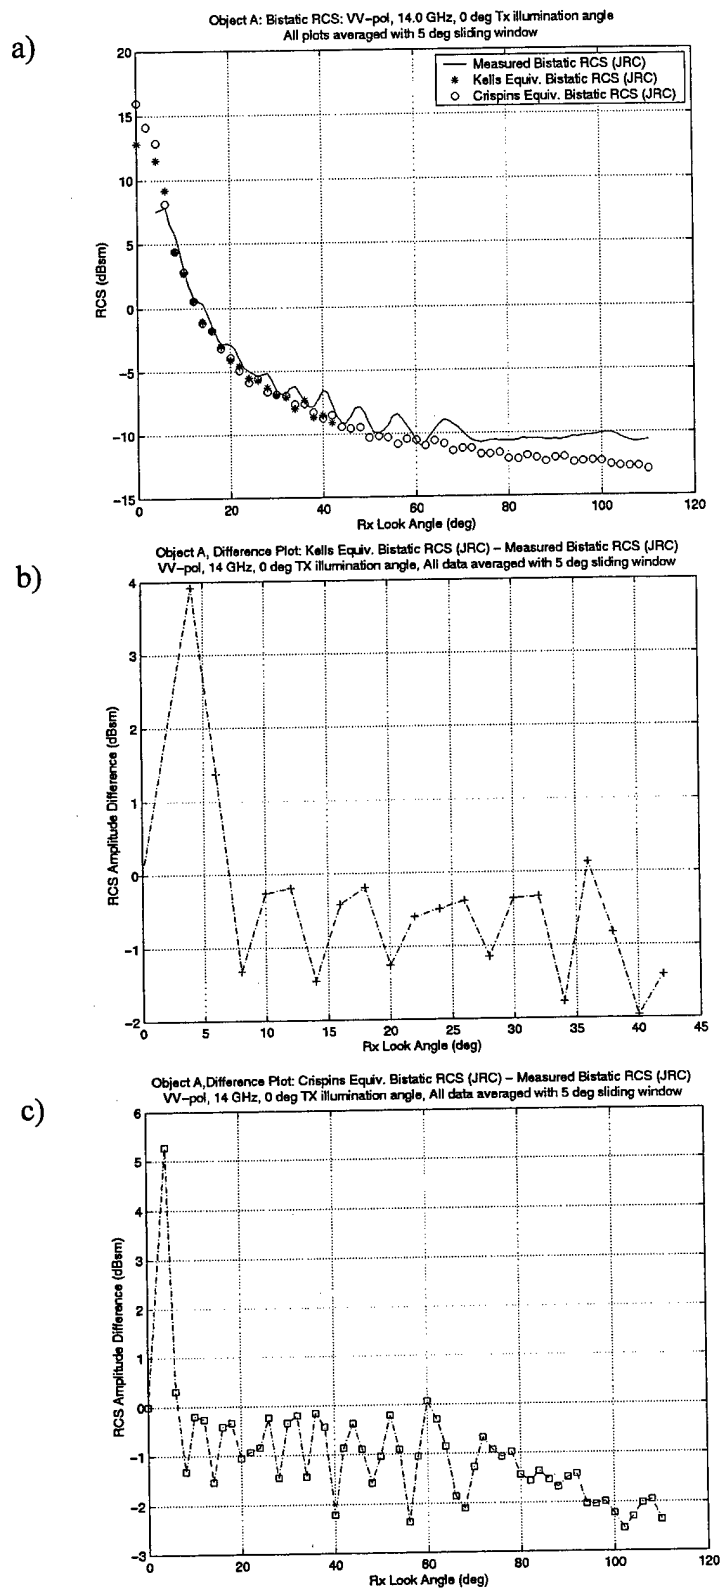 a)
Object A: Bistatic RCS: VV-pol, 14.0 GHz, 0 deg Tx illumination angle
All plots averaged with 5 deg sliding window
Measured Bistatic RCS (JRC)
Kells Equiv. Bistatic RCS (JRC)
Crispins Equiv. Bistatic RCS (JRC)
RCS (dBsm)
20
15
10
5
0
−5
−10
−15
0
20
40
60
80
100
120
Rx Look Angle (deg)
b)
Object A, Difference Plot: Kells Equiv. Bistatic RCS (JRC) − Measured Bistatic RCS (JRC)
VV−pol, 14 GHz, 0 deg TX illumination angle, All data averaged with 5 deg sliding window
RCS Amplitude Difference (dBsm)
4
3
2
1
0
−1
−2
0
5
10
15
20
25
30
35
40
45
Rx Look Angle (deg)
c)
Object A,Difference Plot: Crispins Equiv. Bistatic RCS (JRC) − Measured Bistatic RCS (JRC)
VV−pol, 14 GHz, 0 deg TX illumination angle, All data averaged with 5 deg sliding window
RCS Amplitude Difference (dBsm)
6
5
4
3
2
1
0
−1
−2
−3
0
20
40
60
80
100
120
Rx Look Angle (deg)